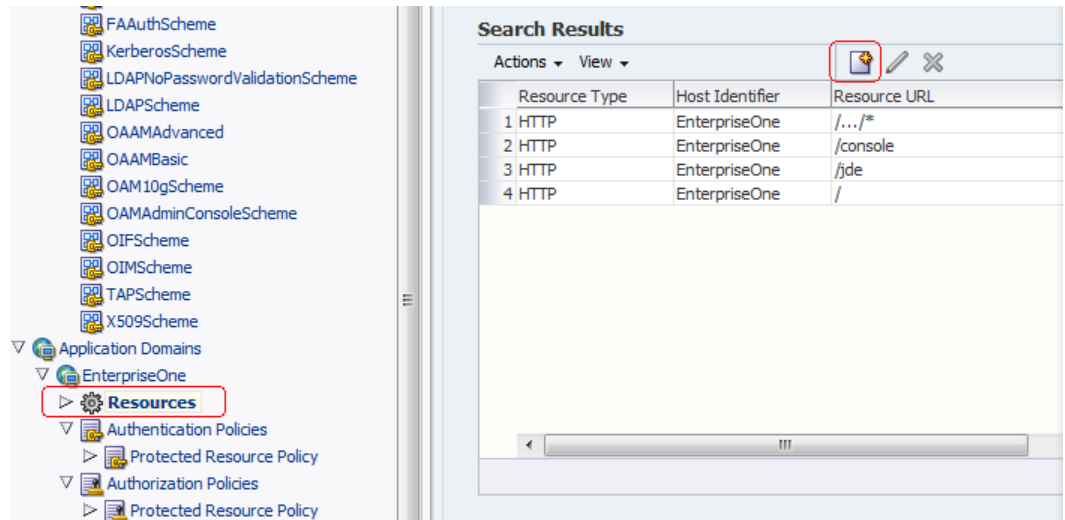 FAAuthScheme
KerberosScheme
LDAPNoPasswordValidationScheme
LDAPScheme
OAAMAdvanced
OAAMBasic
OAM10gScheme
OAMAdminConsoleScheme
OIFScheme
OIMScheme
TAPScheme
X509Scheme
Application Domains
EnterpriseOne
Resources
Authentication Policies
Protected Resource Policy
Authorization Policies
Protected Resource Policy
Search Results
Actions View
Resource Type Host Identifier Resource URL
1 HTTP EnterpriseOne /.../*
2 HTTP EnterpriseOne /console
3 HTTP EnterpriseOne /jde
4 HTTP EnterpriseOne /